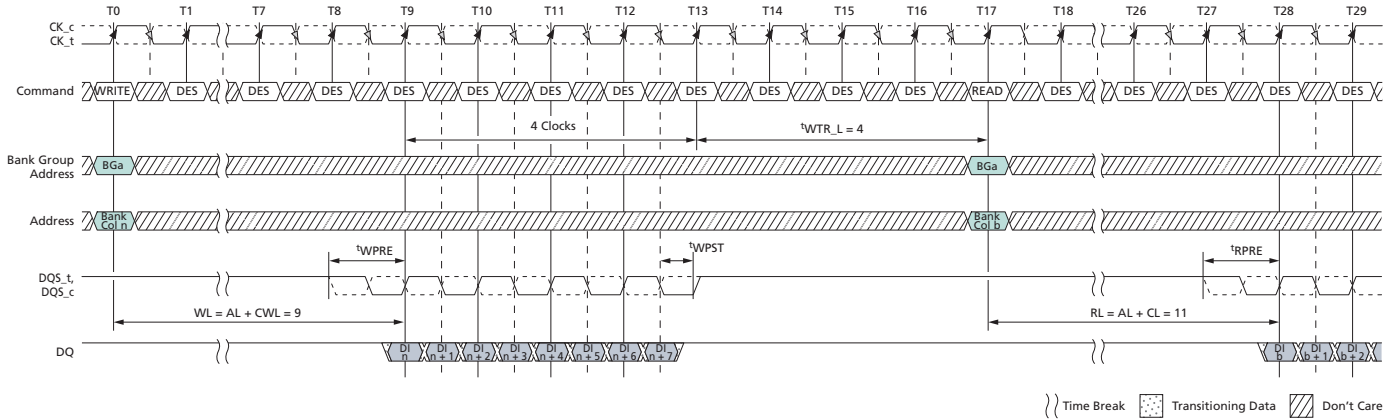 T0 T1 T7 T8 T9 T10 T11 T12 T13 T14 T15 T16 T17 T18 T26 T27 T28 T29
CK_c
CK_t
Command WRITE DES DES DES DES DES DES DES DES DES DES DES READ DES DES DES DES DES
4 Clocks tWTR_L = 4
Bank Group
Address BGa BGa
Address Bank
Col n Bank
Col b
tWPRE tWPST tRPRE
DQS_t,
DQS_c
WL = AL + CWL = 9 RL = AL + CL = 11
DQ DI
n DI
n + 1 DI
n + 2 DI
n + 3 DI
n + 4 DI
n + 5 DI
n + 6 DI
n + 7 DI
b DI
b + 1 DI
b + 2
Time Break Transitioning Data Don't Care